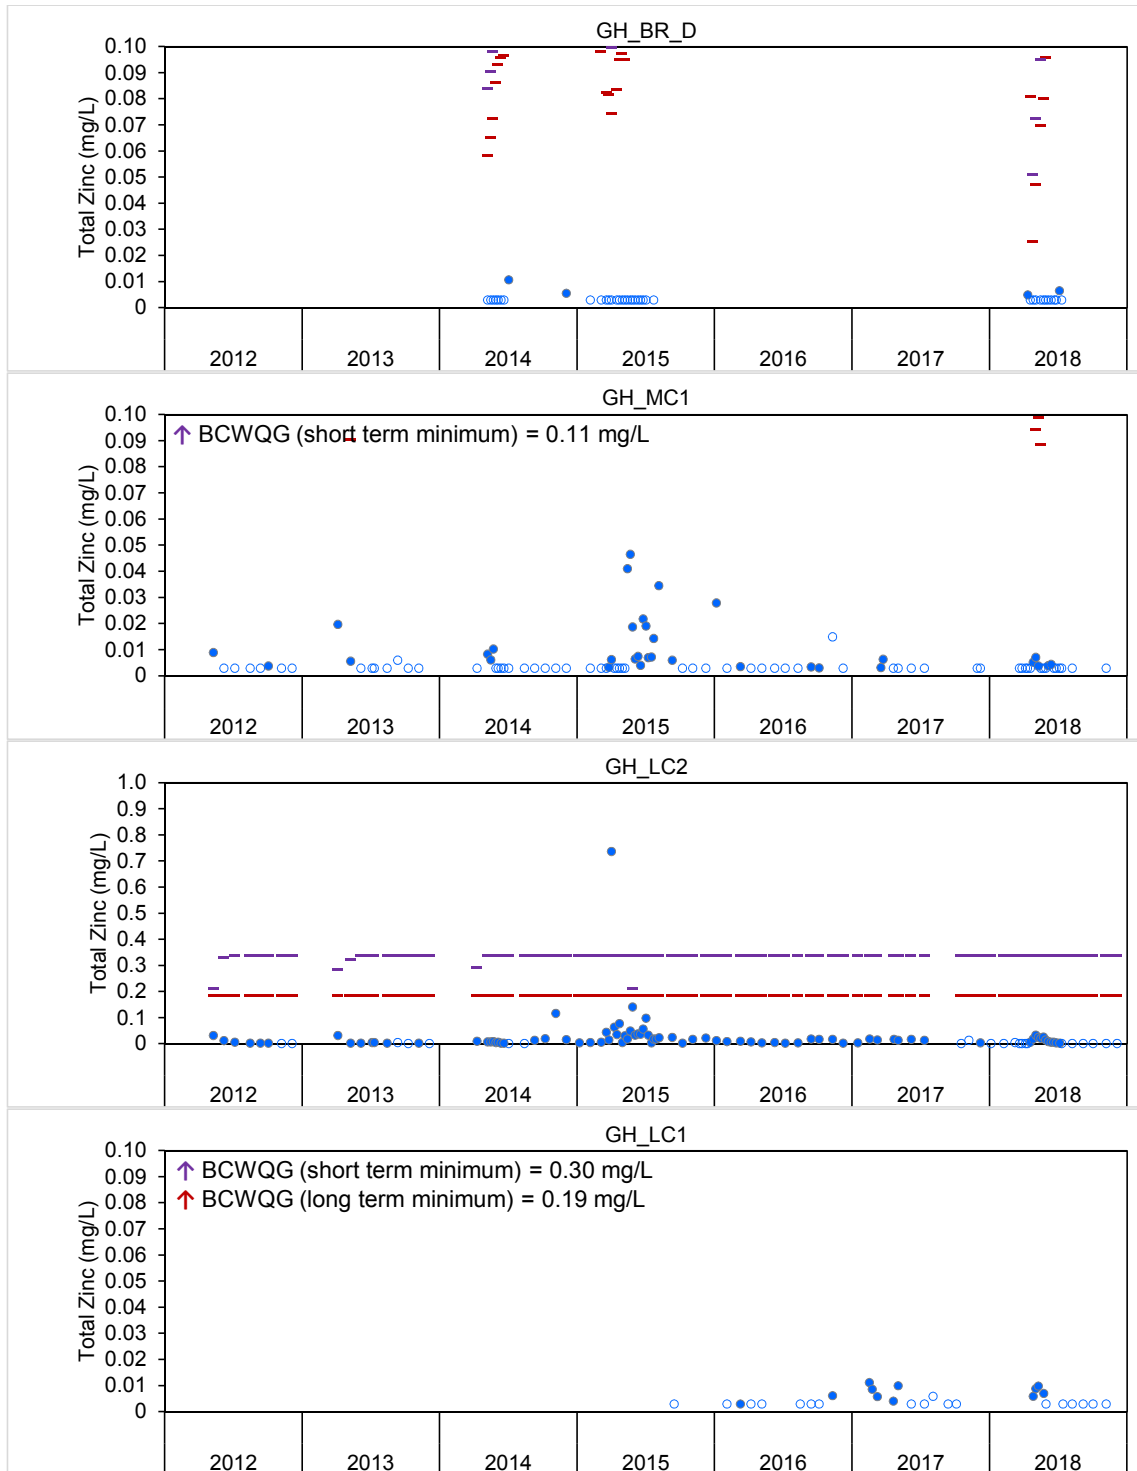 GH_BR_D
Total Zinc (mg/L)
0.10
0.09
0.08
0.07
0.06
0.05
0.04
0.03
0.02
0.01
0
2012 2013 2014 2015 2016 2017 2018
GH_MC1
↑ BCWQG (short term minimum) = 0.11 mg/L
Total Zinc (mg/L)
0.10
0.09
0.08
0.07
0.06
0.05
0.04
0.03
0.02
0.01
0
2012 2013 2014 2015 2016 2017 2018
GH_LC2
Total Zinc (mg/L)
1.0
0.9
0.8
0.7
0.6
0.5
0.4
0.3
0.2
0.1
0
2012 2013 2014 2015 2016 2017 2018
GH_LC1
↑ BCWQG (short term minimum) = 0.30 mg/L
↑ BCWQG (long term minimum) = 0.19 mg/L
Total Zinc (mg/L)
0.10
0.09
0.08
0.07
0.06
0.05
0.04
0.03
0.02
0.01
0
2012 2013 2014 2015 2016 2017 2018